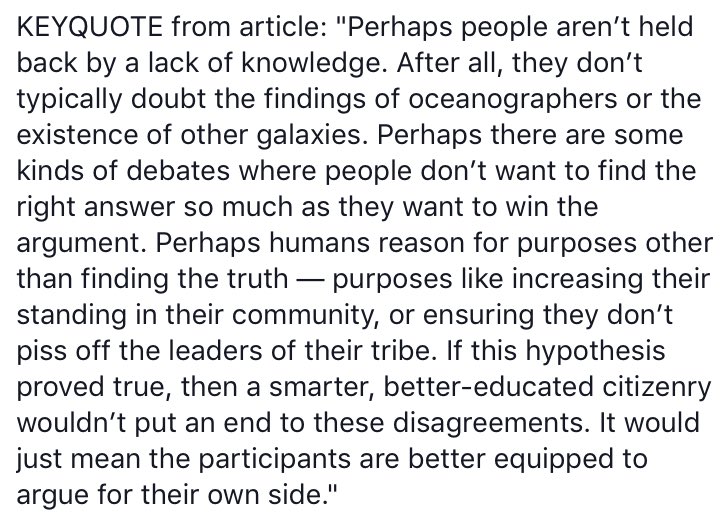 KEYQUOTE from article: "Perhaps people aren’t held
back by a lack of knowledge. After all, they don’t
typically doubt the findings of oceanographers or the
existence of other galaxies. Perhaps there are some
kinds of debates where people don’t want to find the
right answer so much as they want to win the
argument. Perhaps humans reason for purposes other
than finding the truth — purposes like increasing their
standing in their community, or ensuring they don’t
piss off the leaders of their tribe. If this hypothesis
proved true, then a smarter, better-educated citizenry
wouldn’t put an end to these disagreements. It would
just mean the participants are better equipped to
argue for their own side."